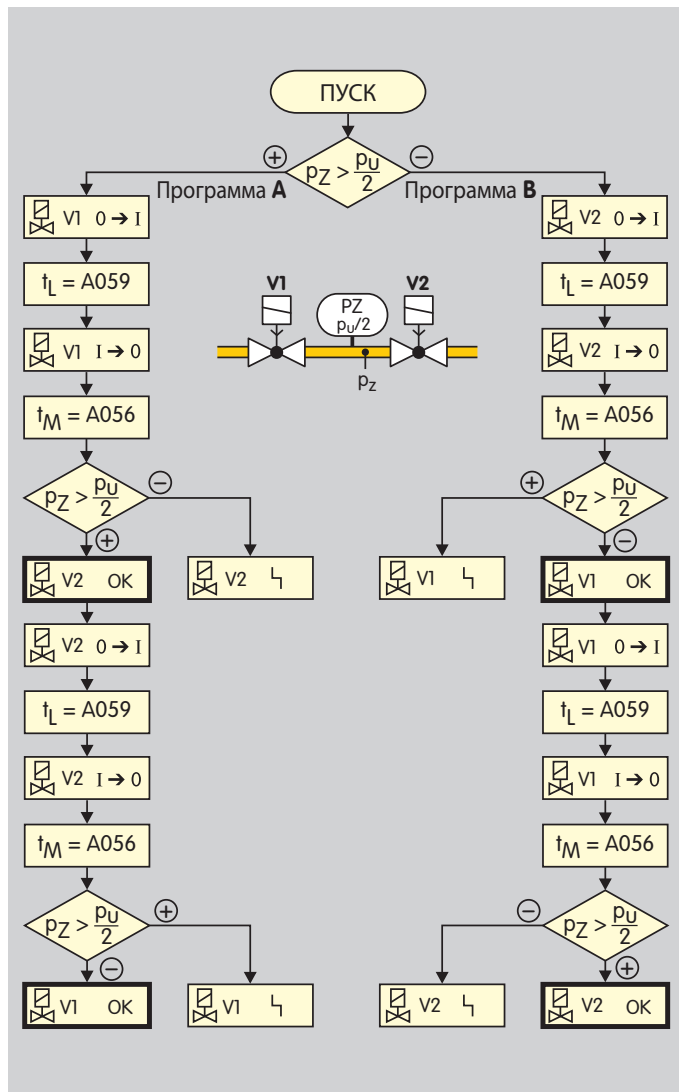 ПУСК
pZ > pU/2
Программа A
Программа B
V1 0 → I
V2 0 → I
tL = A059
tL = A059
V1
V2
PZ
pU/2
pZ
V1 I → 0
V2 I → 0
tM = A056
tM = A056
pZ > pU/2
pZ > pU/2
V2 OK
V2
V1
V1 OK
V2 0 → I
V1 0 → I
tL = A059
tL = A059
V2 I → 0
V1 I → 0
tM = A056
tM = A056
pZ > pU/2
pZ > pU/2
V1 OK
V1
V2
V2 OK